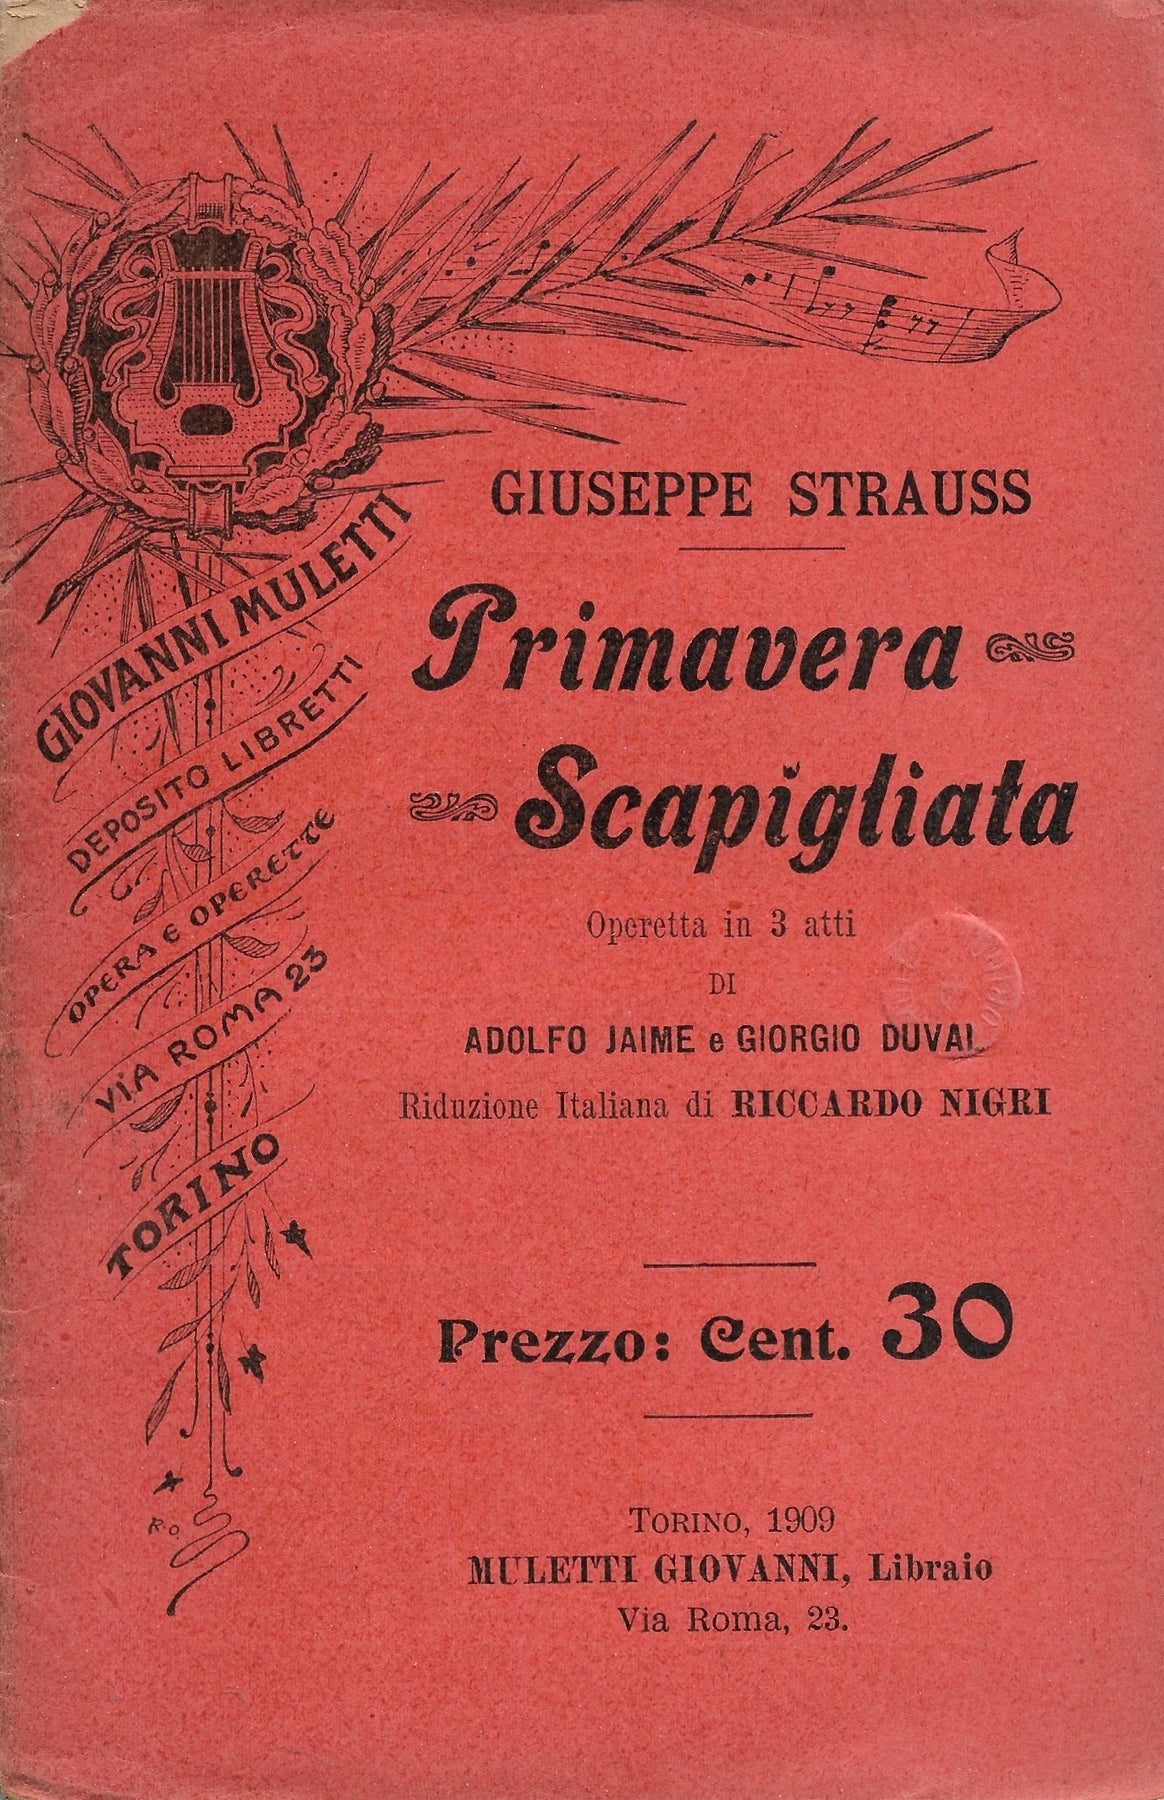 GIOVANNI MULETTI
DEPOSITO LIBRETTI
OPERA E OPERETTE
VIA ROMA 23
TORINO
R.O.
GIUSEPPE STRAUSS
Primavera
Scapigliata
Operetta in 3 atti
DI
ADOLFO JAIME e GIORGIO DUVAL
Riduzione Italiana di RICCARDO NIGRI
Prezzo: Cent. 30
TORINO, 1909
MULETTI GIOVANNI, Libraio
Via Roma, 23.